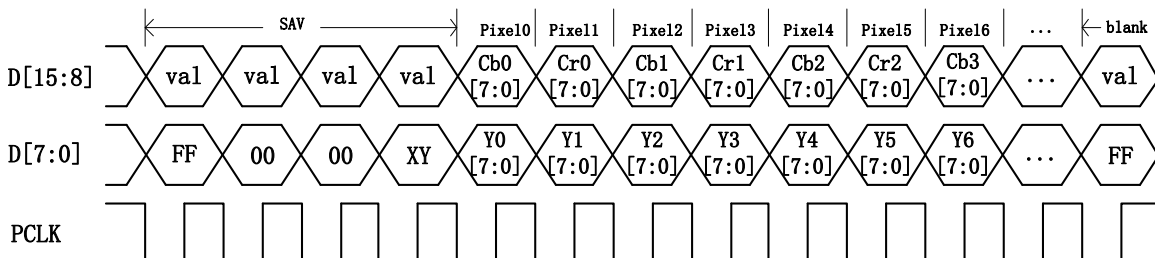 SAV Pixel0 Pixel1 Pixel2 Pixel3 Pixel4 Pixel5 Pixel6 ... blank
D[15:8] val val val val Cb0 Cr0 Cb1 Cr1 Cb2 Cr2 Cb3 ... val
[7:0] [7:0] [7:0] [7:0] [7:0] [7:0] [7:0]
D[7:0] FF 00 00 XY Y0 Y1 Y2 Y3 Y4 Y5 Y6 ... FF
[7:0] [7:0] [7:0] [7:0] [7:0] [7:0] [7:0]
PCLK